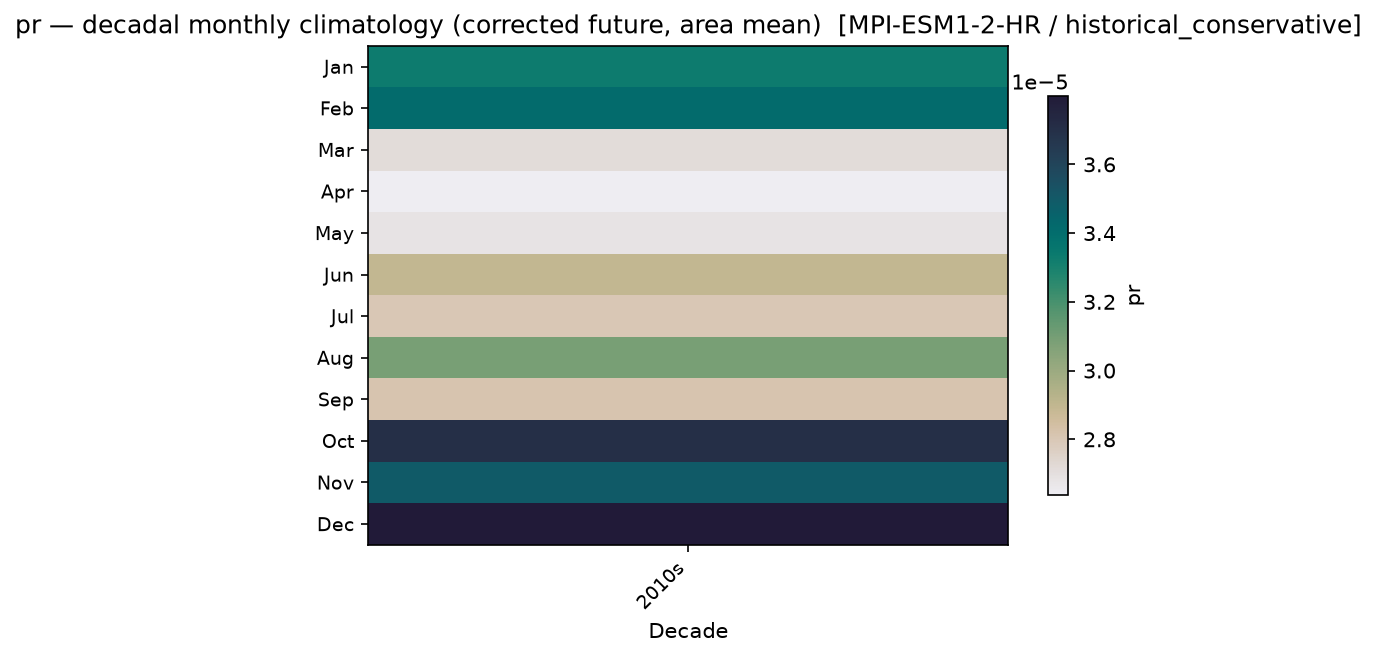 pr — decadal monthly climatology (corrected future, area mean)  [MPI-ESM1-2-HR / historical_conservative]
Jan
Feb
Mar
Apr
May
Jun
Jul
Aug
Sep
Oct
Nov
Dec
2010s
Decade
1e−5
3.6
3.4
3.2
3.0
2.8
pr